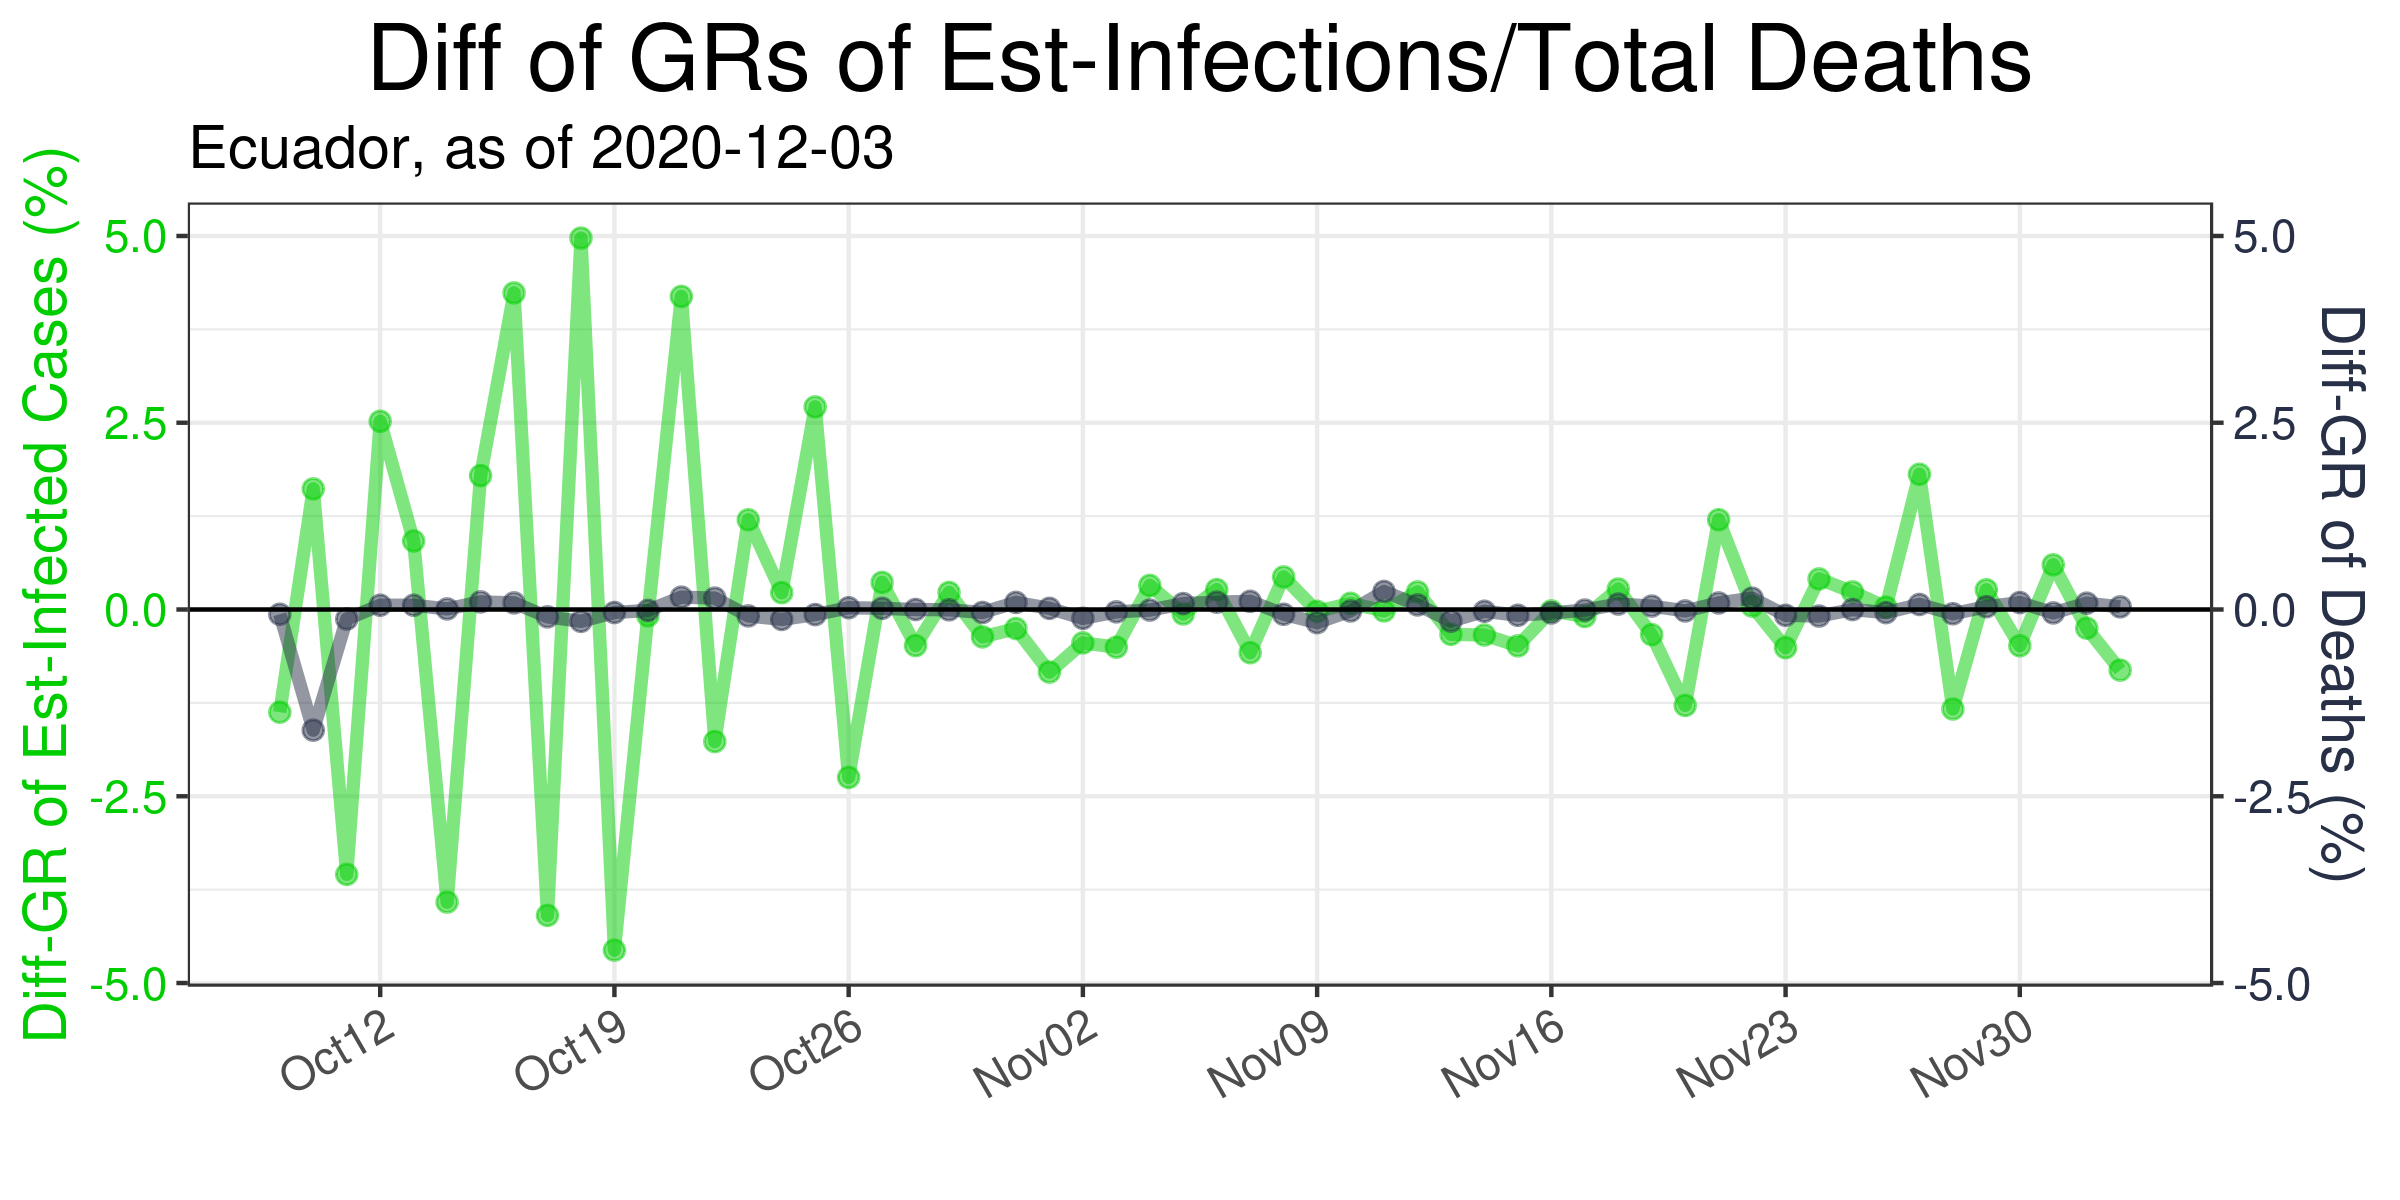 Diff of GRs of Est-Infections/Total Deaths
Ecuador, as of 2020-12-03
Diff-GR of Est-Infected Cases (%)
5.0
2.5
0.0
-2.5
-5.0
5.0
2.5
0.0
-2.5
-5.0
Diff-GR of Deaths (%)
Oct12
Oct19
Oct26
Nov02
Nov09
Nov16
Nov23
Nov30